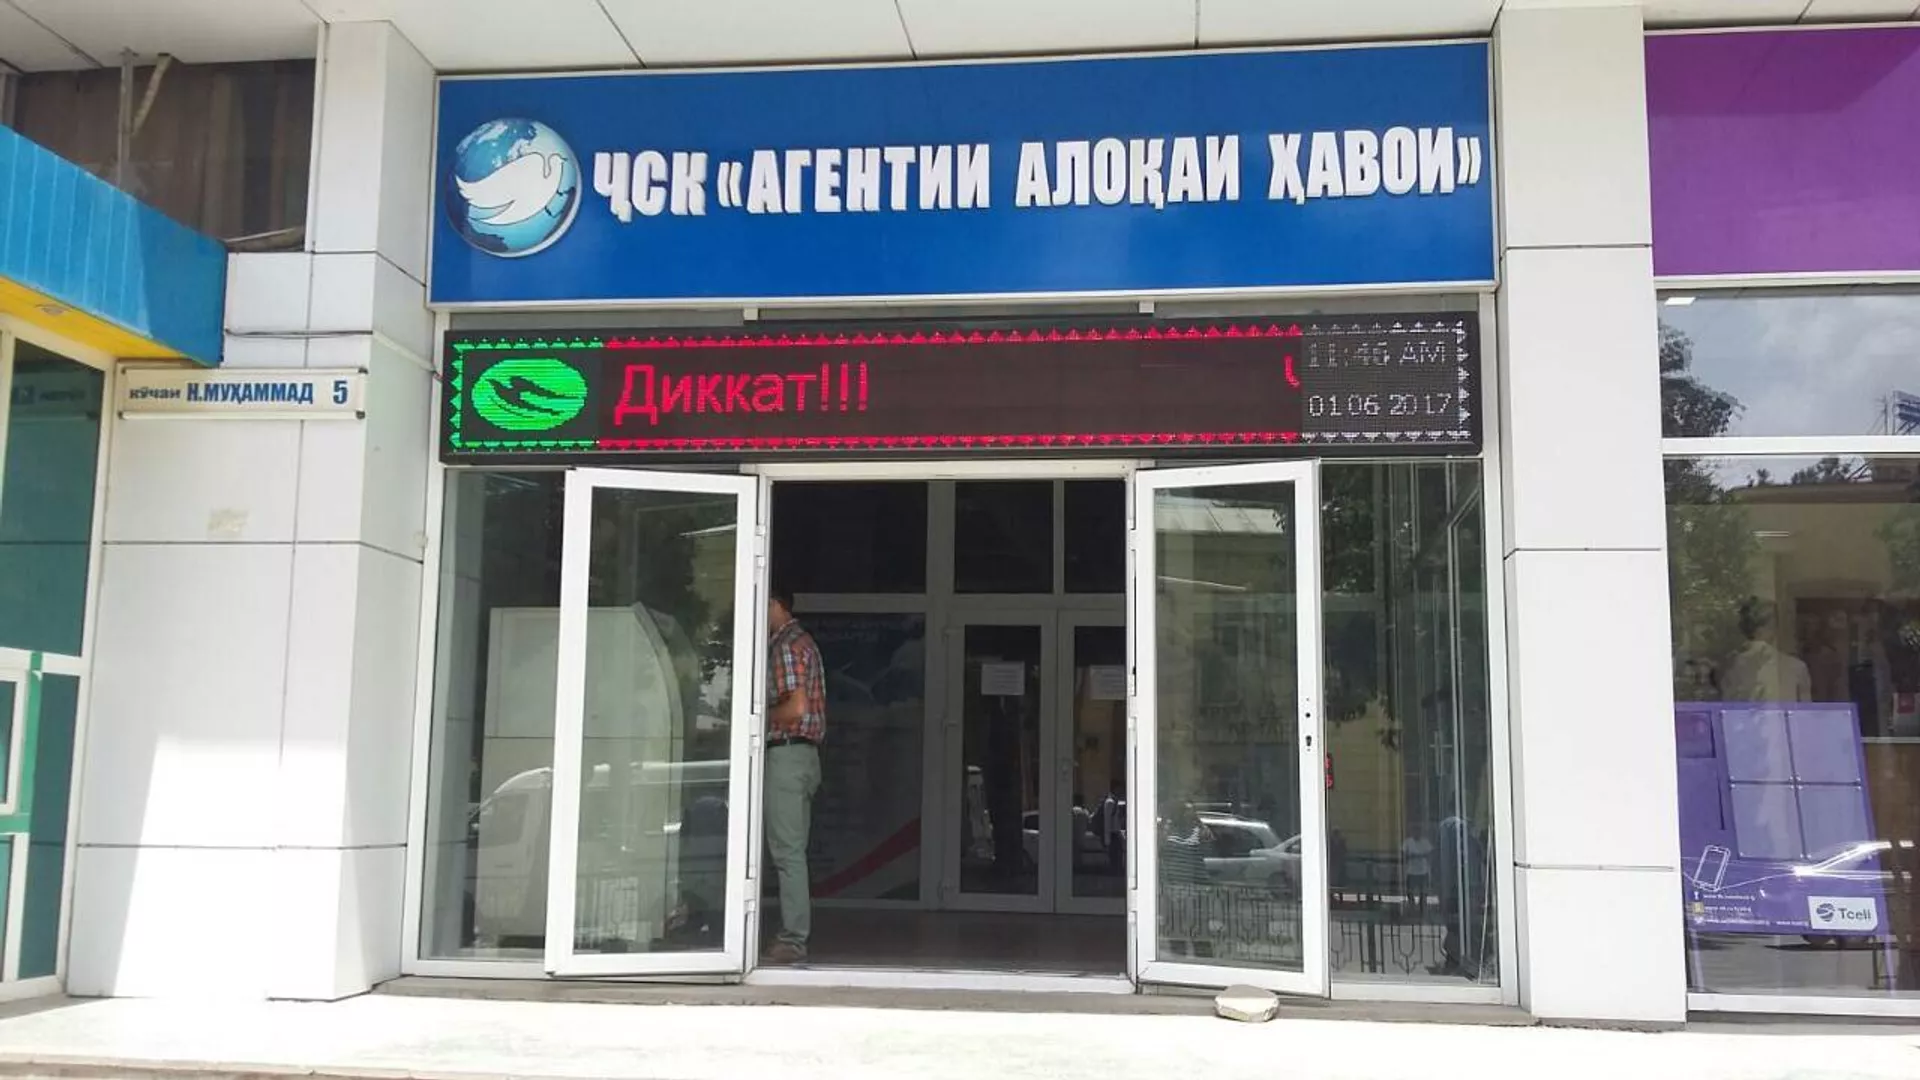 ҶСК «АГЕНТИИ АЛОҚАИ ҲАВОИ»
Диккат!!!
11:46 AM
01 06 2017
КӮЧАИ Н.МУҲАММАД 5
Tcell